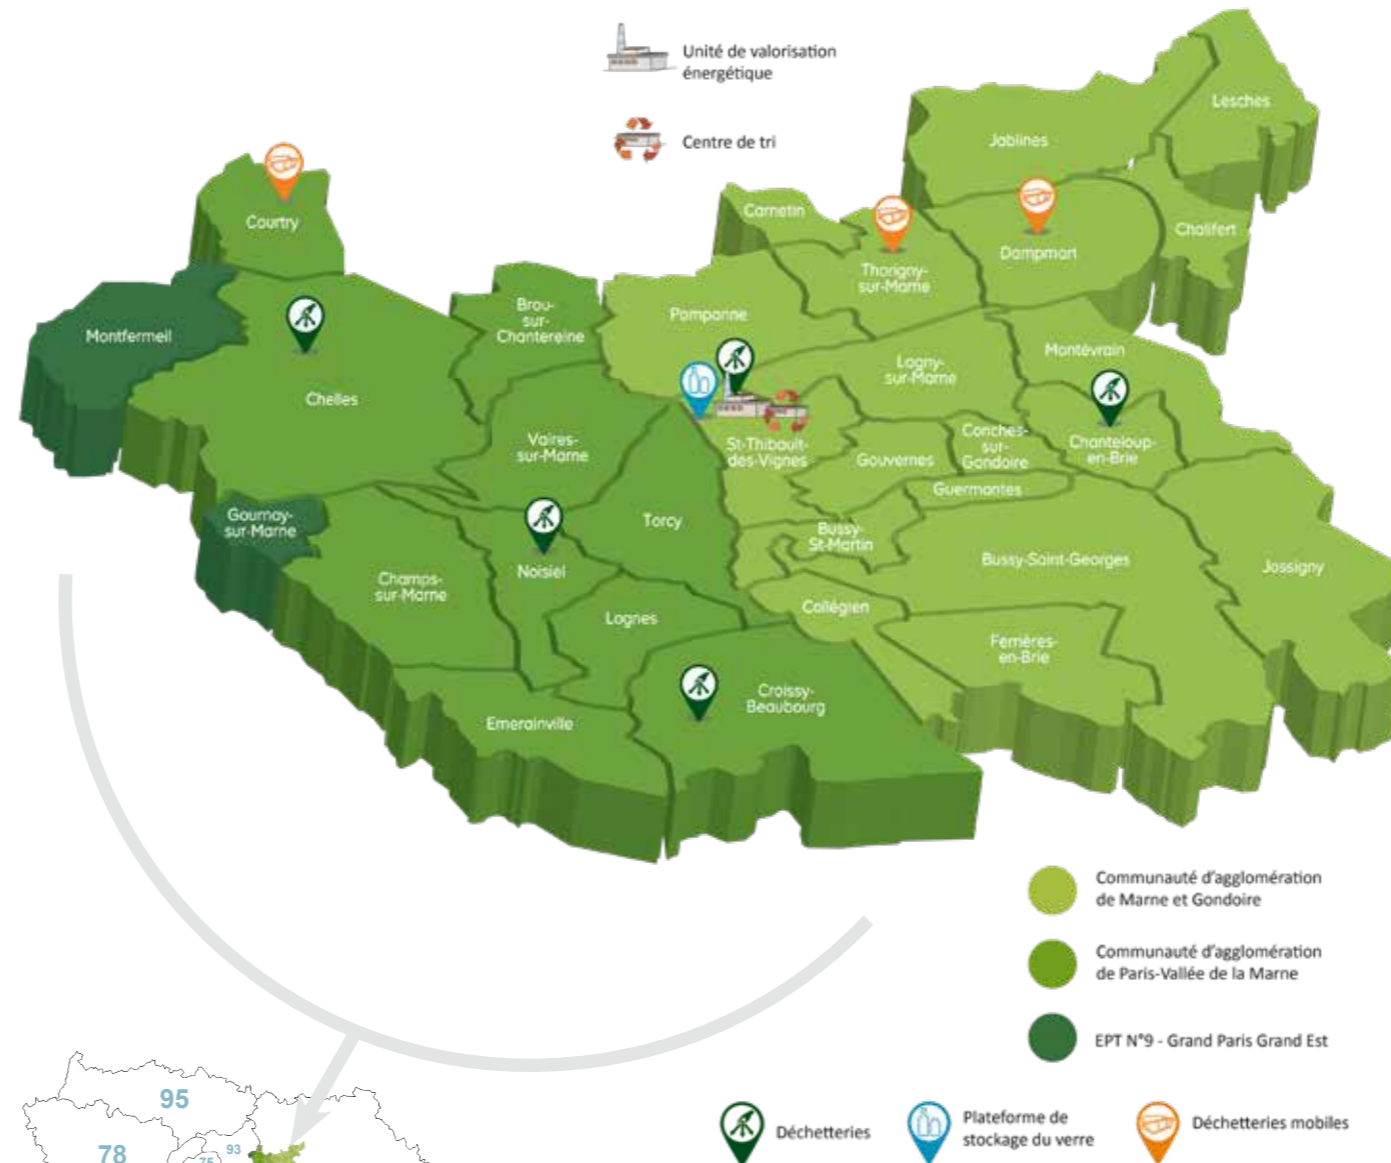 Unité de valorisation
énergétique
Centre de tri
Lesches
Jablines
Courtry
Carnetin
Chalifert
Dampmart
Thorigny-
sur-Marne
Montfermeil
Brou-
sur-
Chantereine
Pomponne
Montévrain
Lagny-
sur-Marne
Chelles
Vaires-
sur-Marne
St-Thibault-
des-Vignes
Gouvernes
Conches-
sur-
Gondoire
Chanteloup-
en-Brie
Guermantes
Gournay-
sur-Marne
Torcy
Bussy-
St-Martin
Bussy-Saint-Georges
Jossigny
Champs-
sur-Marne
Noisiel
Lognes
Collégien
Ferrières-
en-Brie
Croissy-
Beaubourg
Emerainville
Communauté d'agglomération
de Marne et Gondoire
Communauté d'agglomération
de Paris-Vallée de la Marne
EPT N°9 - Grand Paris Grand Est
95
78
93
75
Déchetteries
Plateforme de
stockage du verre
Déchetteries mobiles